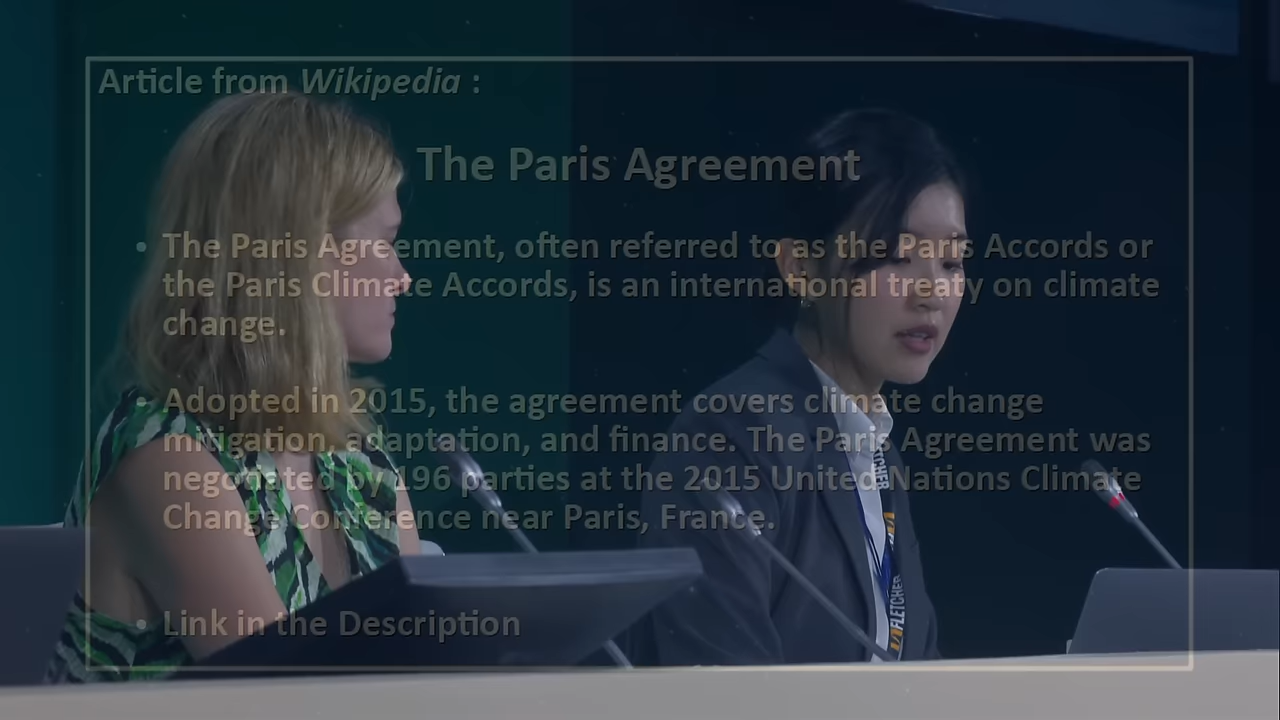 Article from Wikipedia :
The Paris Agreement
• The Paris Agreement, often referred to as the Paris Accords or
the Paris Climate Accords, is an international treaty on climate
change.
• Adopted in 2015, the agreement covers climate change
mitigation, adaptation, and finance. The Paris Agreement was
negotiated by 196 parties at the 2015 United Nations Climate
Change Conference near Paris, France.
• Link in the Description
FLETCHER